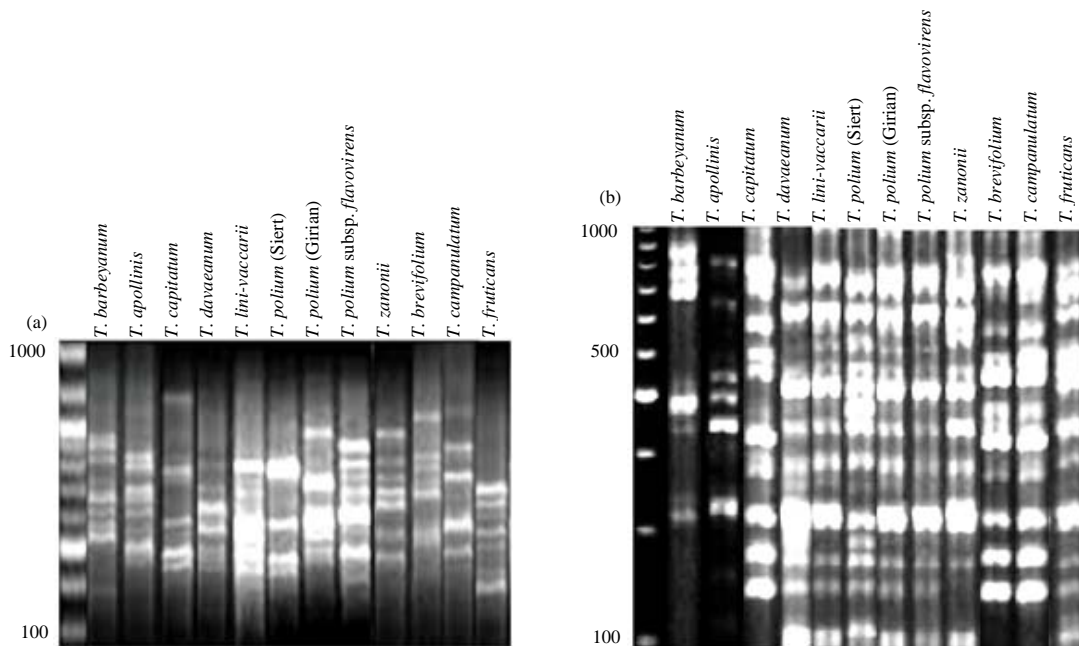 (a)
T. barbeyanum
T. apollinis
T. capitatum
T. davaeanum
T. lini-vaccarii
T. polium (Siert)
T. polium (Girian)
T. polium subsp. flavovirens
T. zanonii
T. brevifolium
T. campanulatum
T. fruticans
1000
100
(b)
T. barbeyanum
T. apollinis
T. capitatum
T. davaeanum
T. lini-vaccarii
T. polium (Siert)
T. polium (Girian)
T. polium subsp. flavovirens
T. zanonii
T. brevifolium
T. campanulatum
T. fruticans
1000
500
100